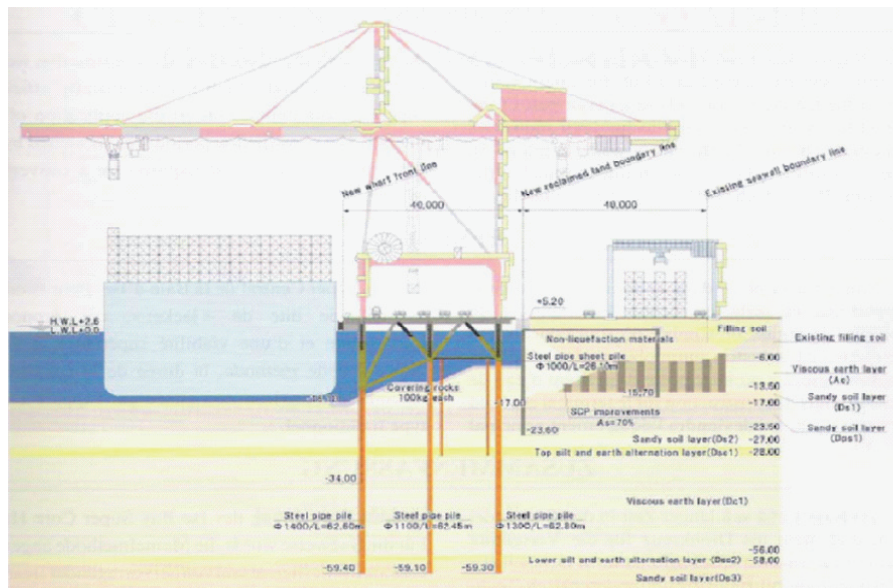 New wharf front line
New reclaimed land boundary line
Existing seawall boundary line
40,000
40,000
+5.20
H.W.L+2.6
L.W.L+0.0
Filling soil
Non-liquefaction materials
Steel pipe sheet pile
Φ1000/L=26.10m
Existing filling soil
-6.00
Viscous earth layer
(Ac)
-13.50
Covering rocks
100kg each
-17.00
-15.70
-17.00
Sandy soil layer
(Ds1)
SCP improvements
As=70%
-23.60
-23.50
Sandy soil layer
Sandy soil layer(Ds2)
-27.00
Top silt and earth alternation layer(Dsc1)
-28.00
-34.00
Viscous earth layer(Dc1)
Steel pipe pile
Φ1400/L=62.60m
Steel pipe pile
Φ1100/L=62.45m
Steel pipe pile
Φ1300/L=62.80m
-56.00
Lower silt and earth alternation layer
-58.00
-59.40
-59.10
-59.30
Sandy soil layer(Ds3)